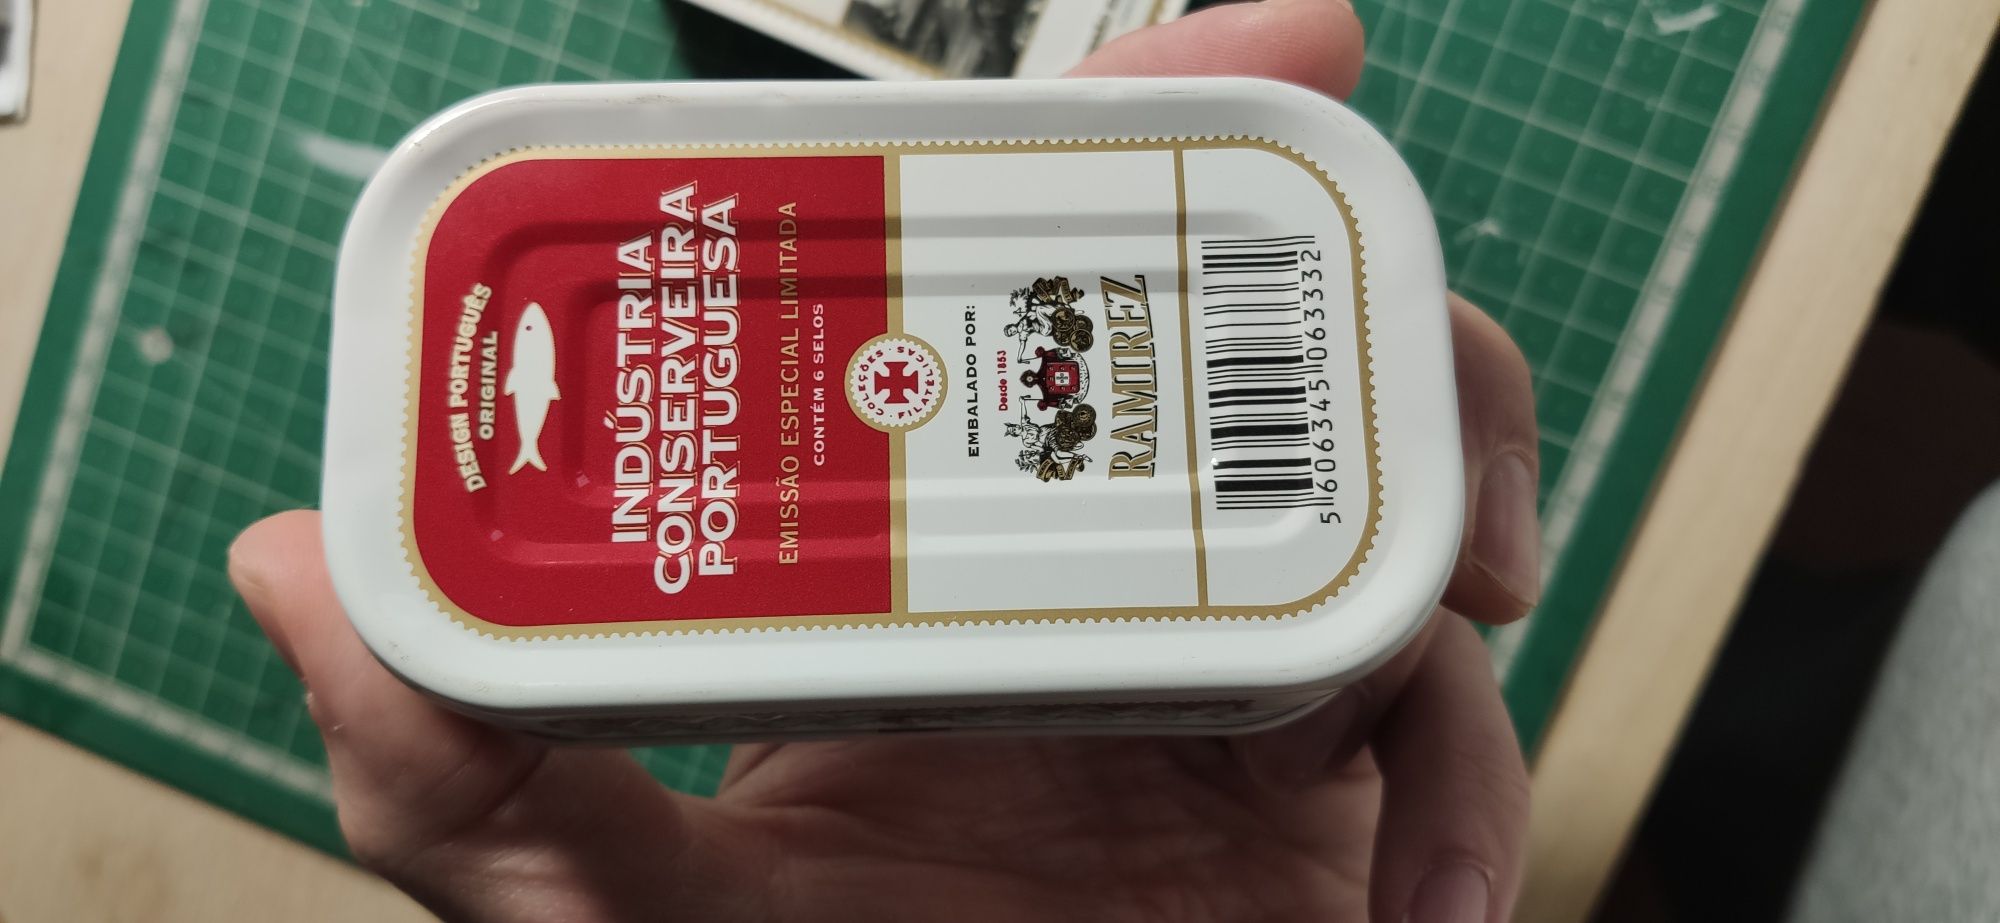 DESIGN PORTUGUÊS
ORIGINAL
INDÚSTRIA
CONSERVEIRA
PORTUGUESA
EMISSÃO ESPECIAL LIMITADA
CONTÉM 6 SELOS
COLEÇÕES
FILATÉLICAS
EMBALADO POR:
Desde 1853
RAMIREZ
5 606345 063332